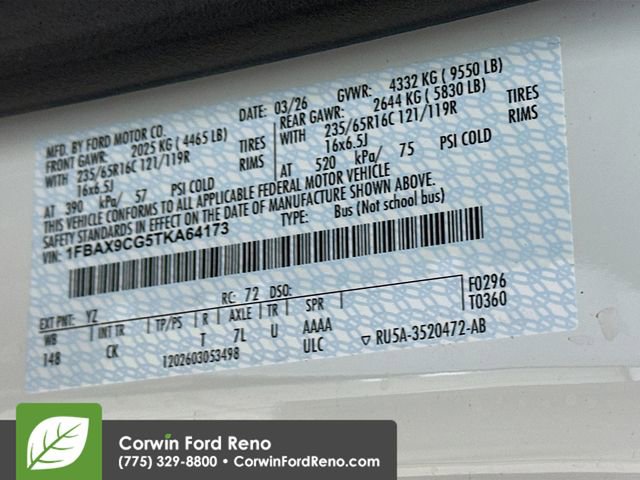 MFD. BY FORD MOTOR CO.
DATE: 03/26 GVWR: 4332 KG ( 9550 LB)
FRONT GAWR: 2025 KG ( 4465 LB)
REAR GAWR: 2644 KG ( 5830 LB)
WITH 235/65R16C 121/119R TIRES
WITH 235/65R16C 121/119R TIRES
16x6.5J RIMS
16x6.5J RIMS
AT 390 kPa/ 57 PSI COLD
AT 520 kPa/ 75 PSI COLD
THIS VEHICLE CONFORMS TO ALL APPLICABLE FEDERAL MOTOR VEHICLE
SAFETY STANDARDS IN EFFECT ON THE DATE OF MANUFACTURE SHOWN ABOVE.
VIN: 1FBAX9CG5TKA64173
TYPE: Bus (Not school bus)
F0296
T0360
EXT PNT: YZ RC: 72 DSO:
WB INT TR TP/PS R AXLE TR SPR
148 CK T 7L U AAAA
1202603053498 ULC
RU5A-3520472-AB
Corwin Ford Reno
(775) 329-8800 • CorwinFordReno.com